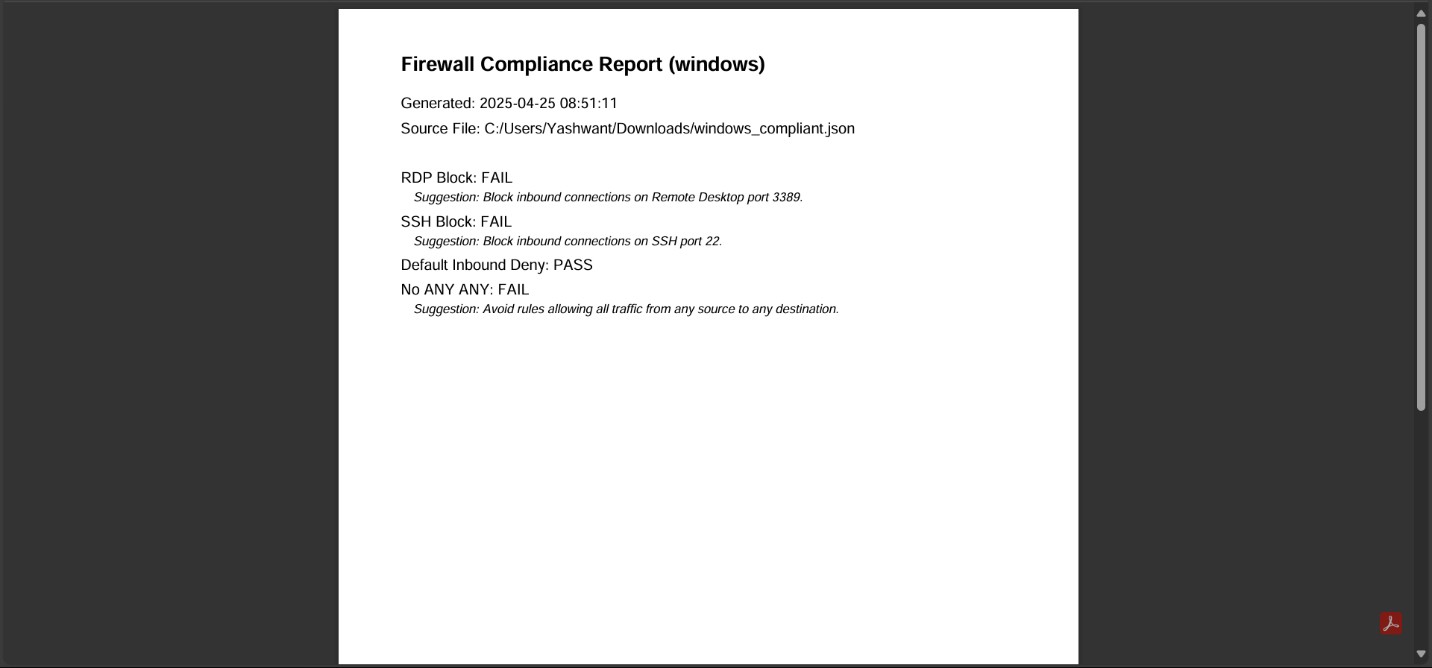 Firewall Compliance Report (windows)
Generated: 2025-04-25 08:51:11
Source File: C:/Users/Yashwant/Downloads/windows_compliant.json
RDP Block: FAIL
Suggestion: Block inbound connections on Remote Desktop port 3389.
SSH Block: FAIL
Suggestion: Block inbound connections on SSH port 22.
Default Inbound Deny: PASS
No ANY ANY: FAIL
Suggestion: Avoid rules allowing all traffic from any source to any destination.